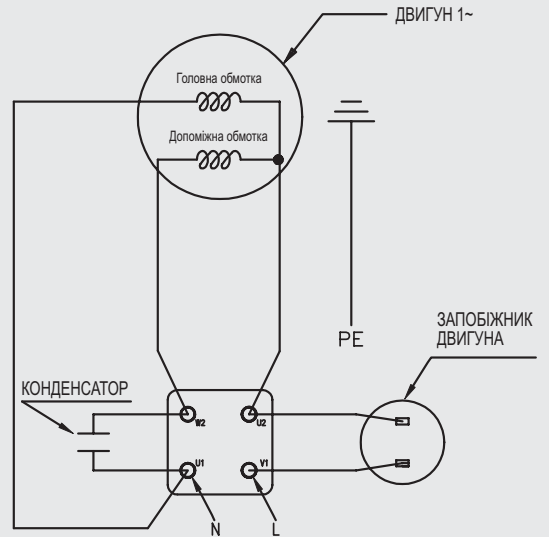 ДВИГУН 1~
Головна обмотка
Допоміжна обмотка
PE
ЗАПОБІЖНИК
ДВИГУНА
КОНДЕНСАТОР
W2
U2
U1
V1
N
L